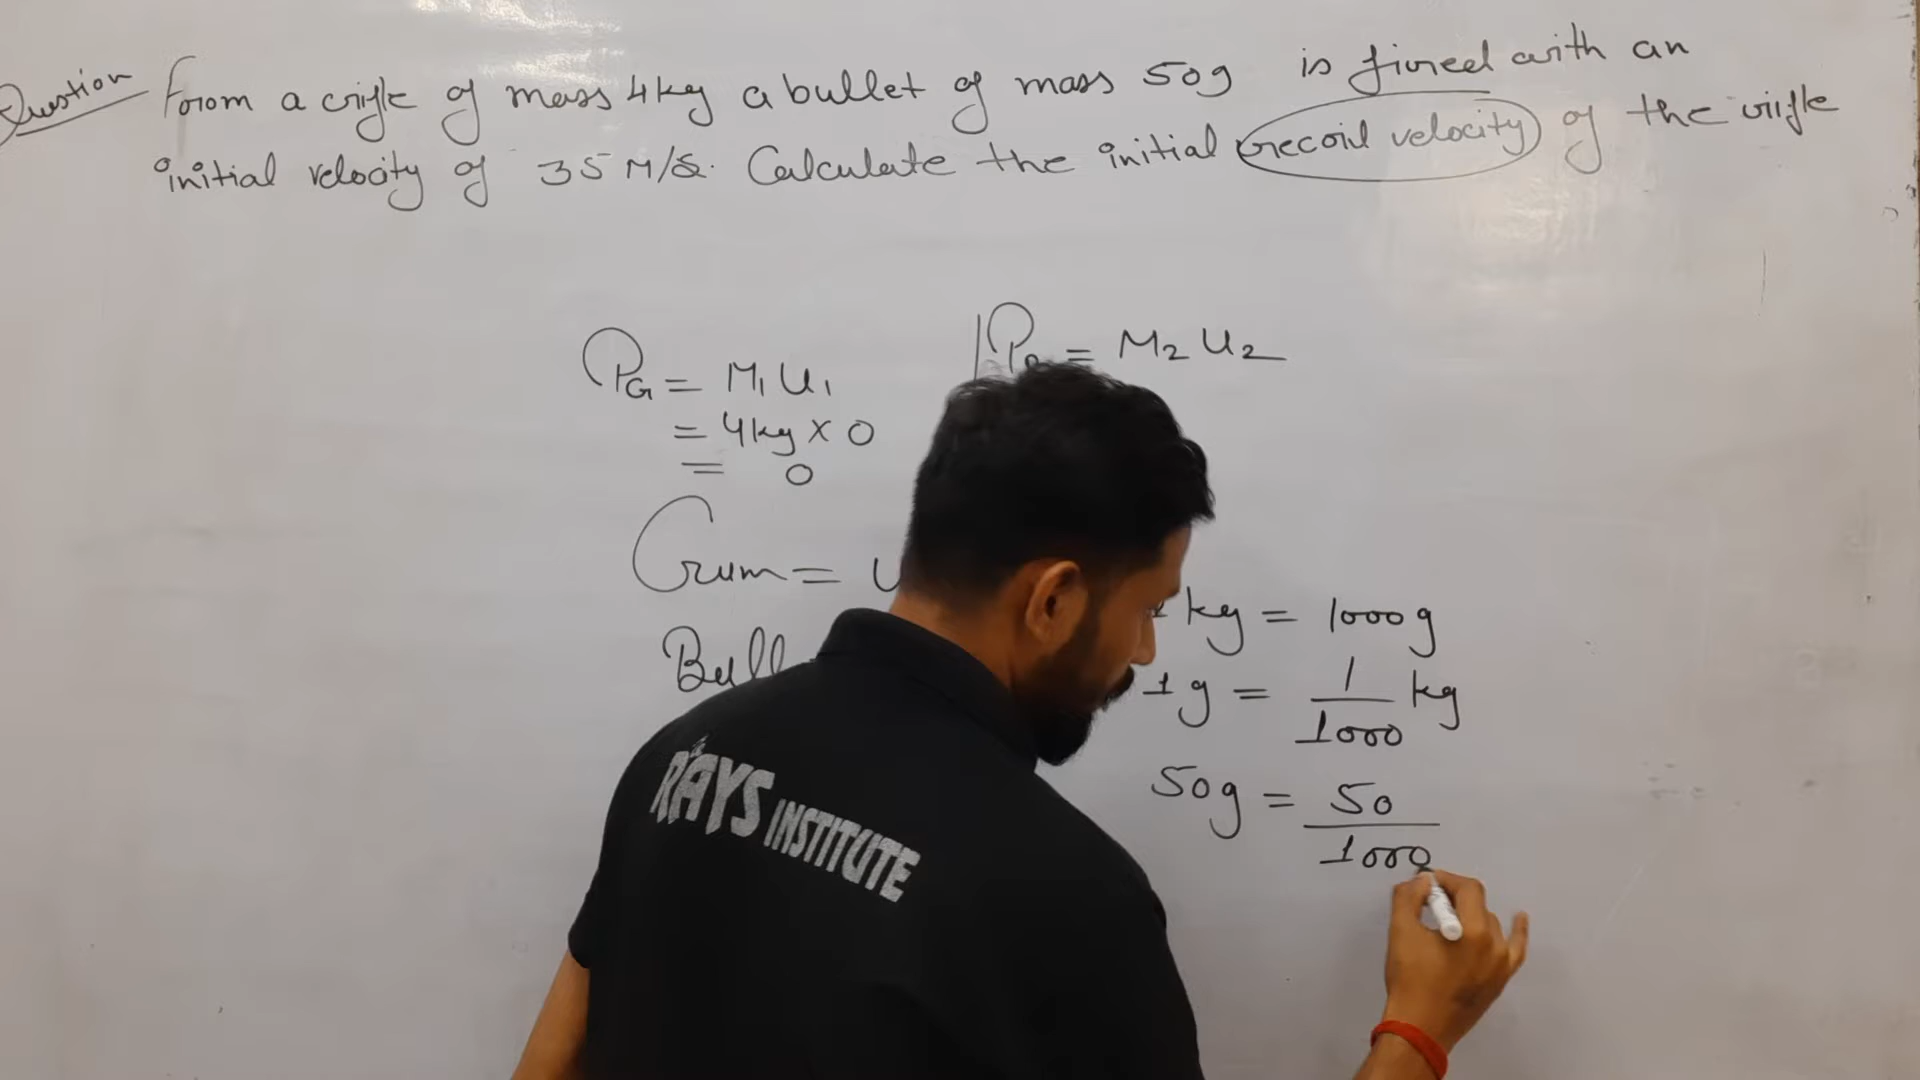 Question From a rifle of mass 4kg a bullet of mass 50g is fired with an
initial velocity of 35 M/S. Calculate the initial recoil velocity of the rifle
PG = M1 U1
= 4kg × 0
= 0
= M2 U2
= U
Bull
kg = 1000g
1g = 1/1000 kg
50g = 50/1000
RAYS INSTITUTE